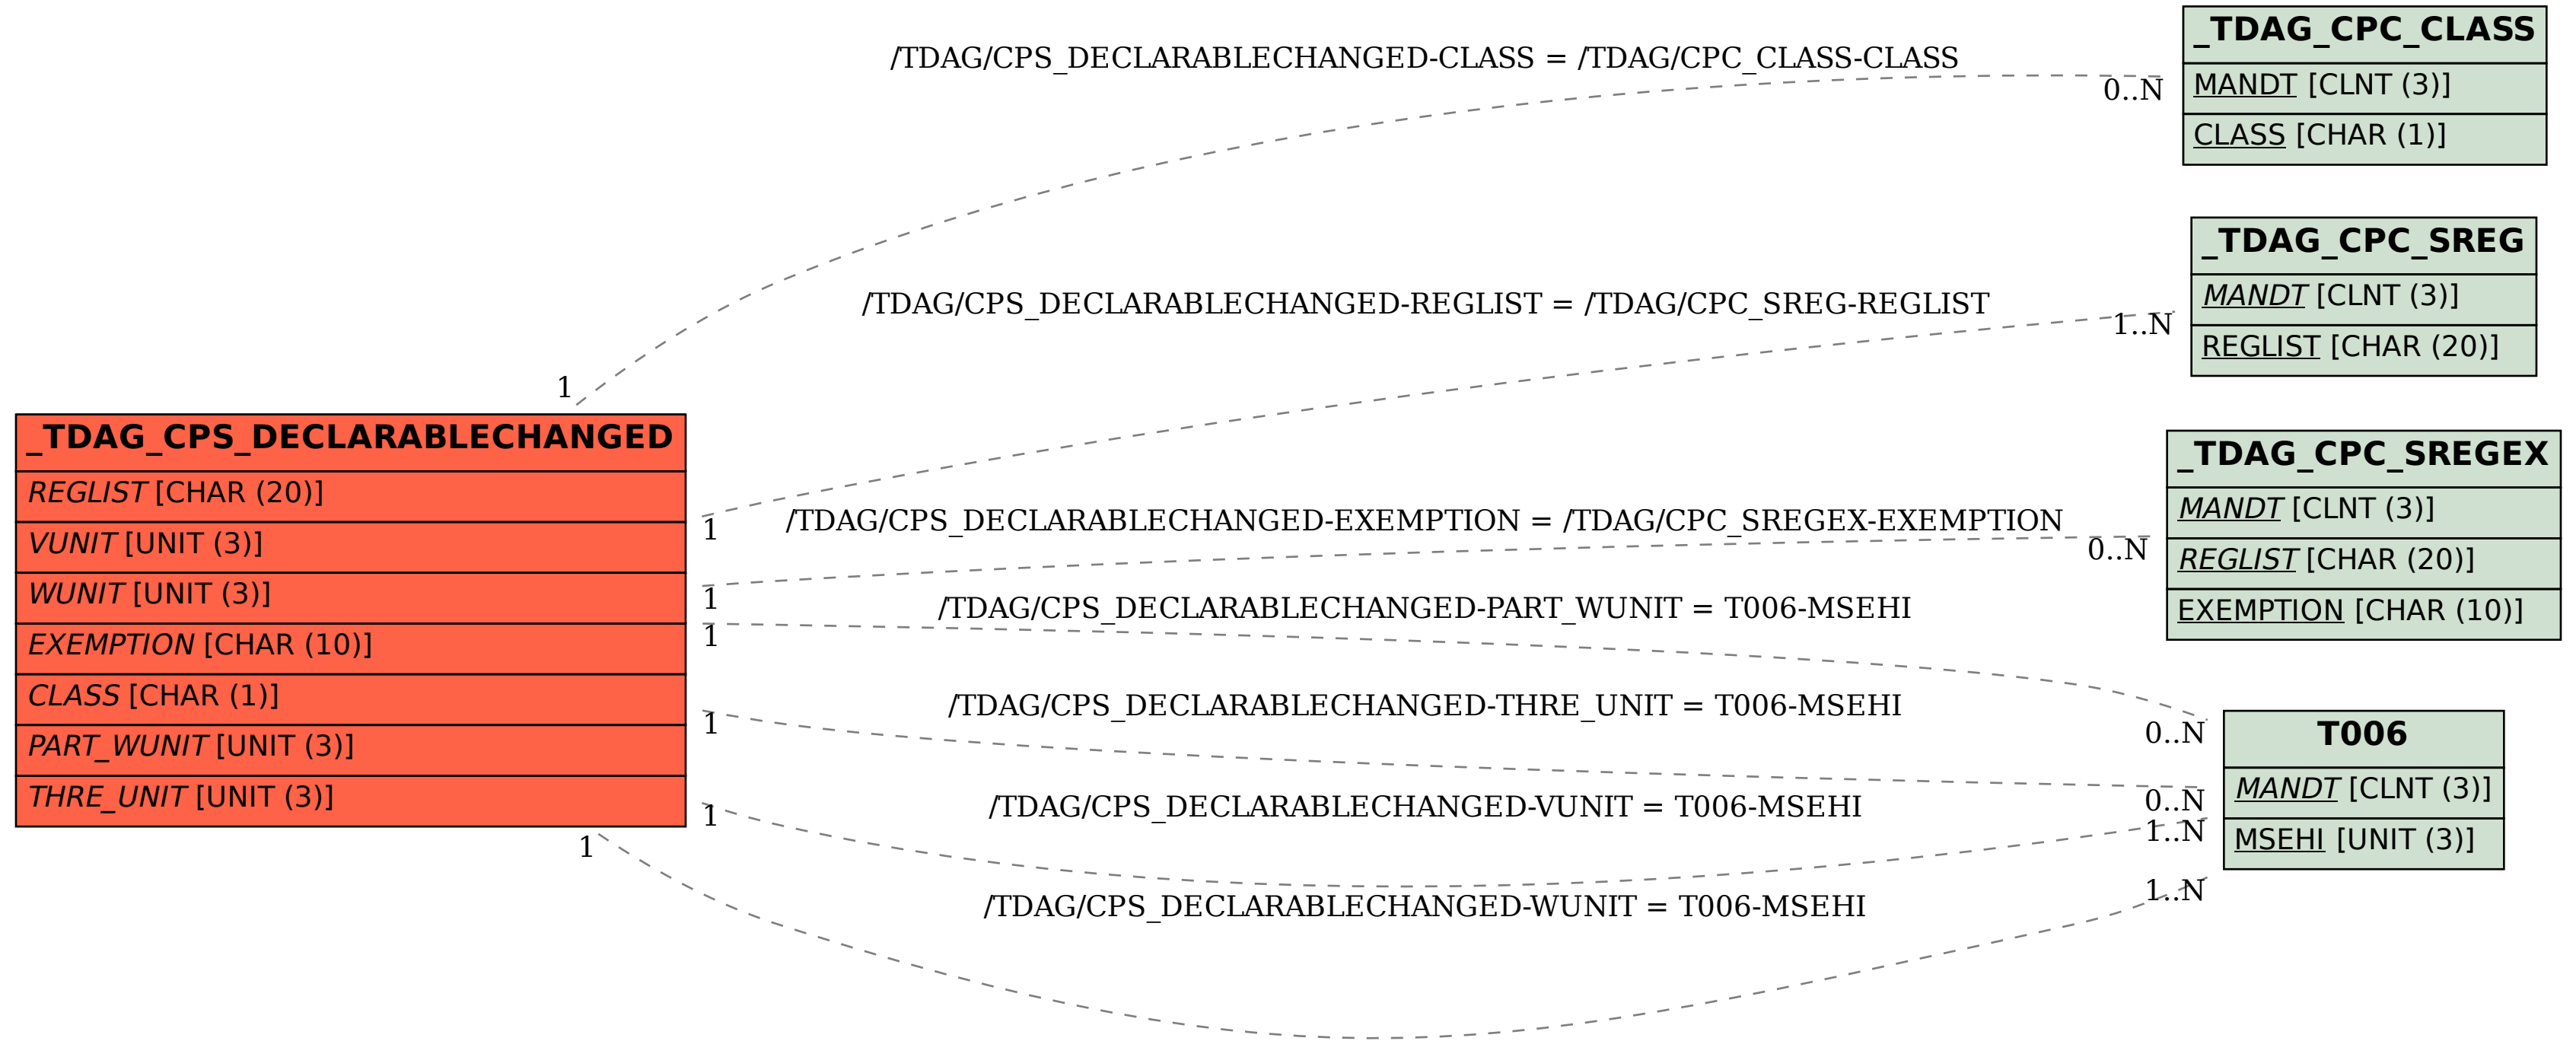 _TDAG_CPC_CLASS
MANDT [CLNT (3)]
CLASS [CHAR (1)]
/TDAG/CPS_DECLARABLECHANGED-CLASS = /TDAG/CPC_CLASS-CLASS
0..N
1
_TDAG_CPC_SREG
MANDT [CLNT (3)]
REGLIST [CHAR (20)]
/TDAG/CPS_DECLARABLECHANGED-REGLIST = /TDAG/CPC_SREG-REGLIST
1..N
1
_TDAG_CPS_DECLARABLECHANGED
REGLIST [CHAR (20)]
VUNIT [UNIT (3)]
WUNIT [UNIT (3)]
EXEMPTION [CHAR (10)]
CLASS [CHAR (1)]
PART_WUNIT [UNIT (3)]
THRE_UNIT [UNIT (3)]
_TDAG_CPC_SREGEX
MANDT [CLNT (3)]
REGLIST [CHAR (20)]
EXEMPTION [CHAR (10)]
/TDAG/CPS_DECLARABLECHANGED-EXEMPTION = /TDAG/CPC_SREGEX-EXEMPTION
0..N
1
/TDAG/CPS_DECLARABLECHANGED-PART_WUNIT = T006-MSEHI
1
0..N
/TDAG/CPS_DECLARABLECHANGED-THRE_UNIT = T006-MSEHI
1
0..N
/TDAG/CPS_DECLARABLECHANGED-VUNIT = T006-MSEHI
1
1..N
/TDAG/CPS_DECLARABLECHANGED-WUNIT = T006-MSEHI
1
1..N
T006
MANDT [CLNT (3)]
MSEHI [UNIT (3)]